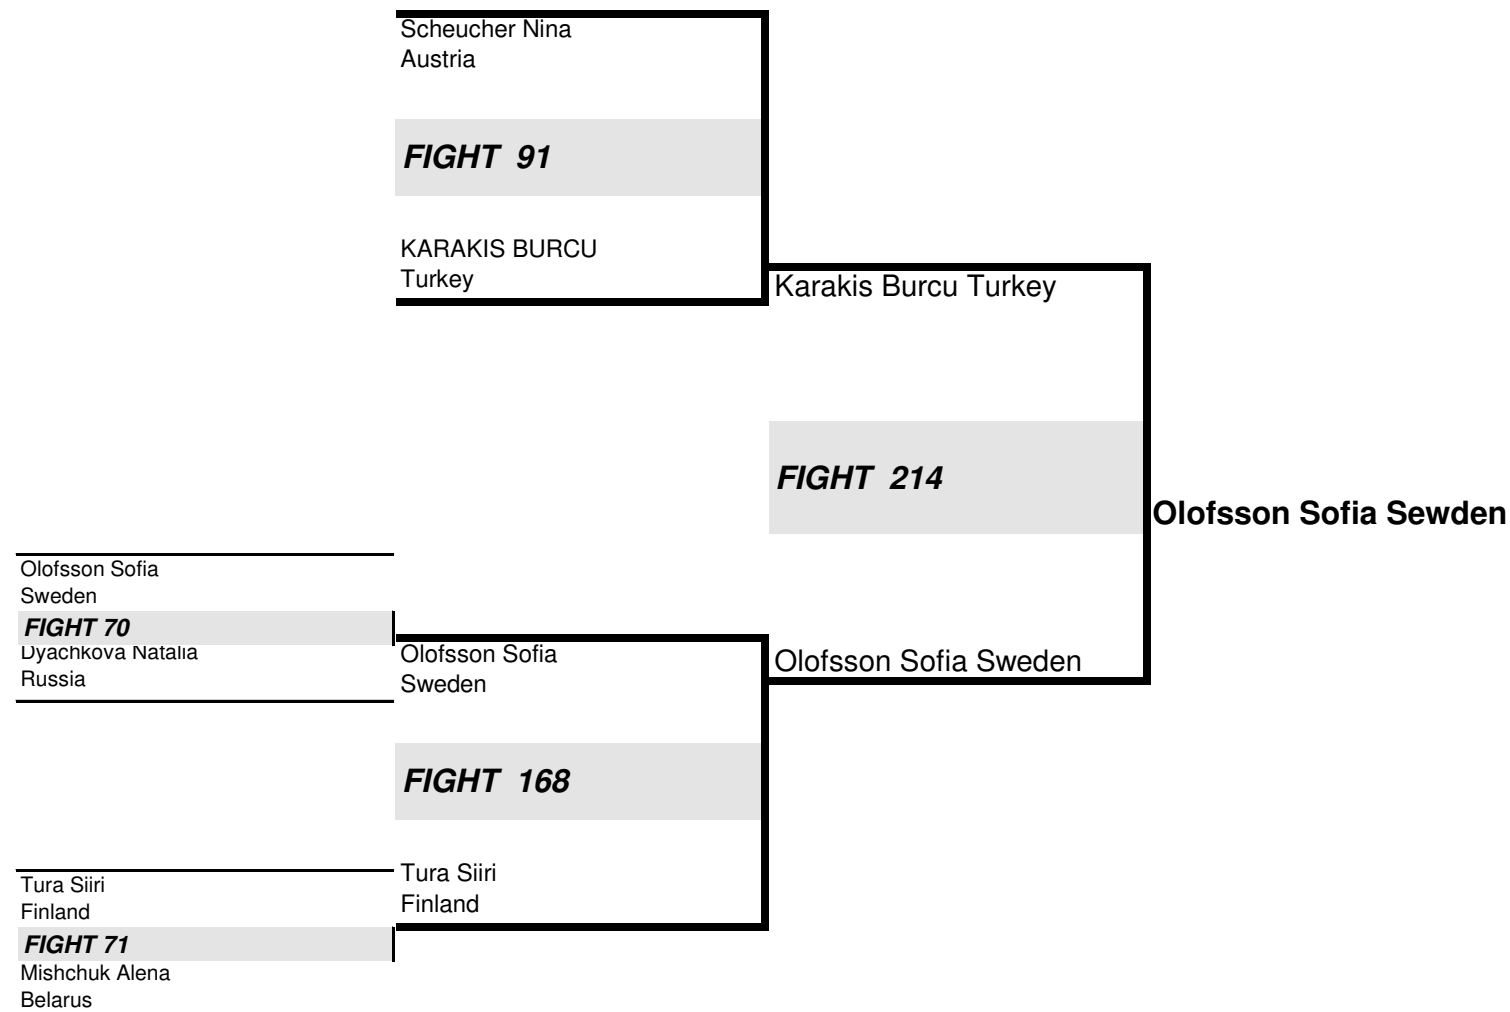 Scheucher Nina
Austria
FIGHT 91
KARAKIS BURCU
Turkey
Karakis Burcu Turkey
FIGHT 214
Olofsson Sofia Sewden
Olofsson Sofia
Sweden
FIGHT 70
Dyachkova Natalia
Russia
Olofsson Sofia
Sweden
Olofsson Sofia Sweden
FIGHT 168
Tura Siiri
Finland
Tura Siiri
Finland
FIGHT 71
Mishchuk Alena
Belarus